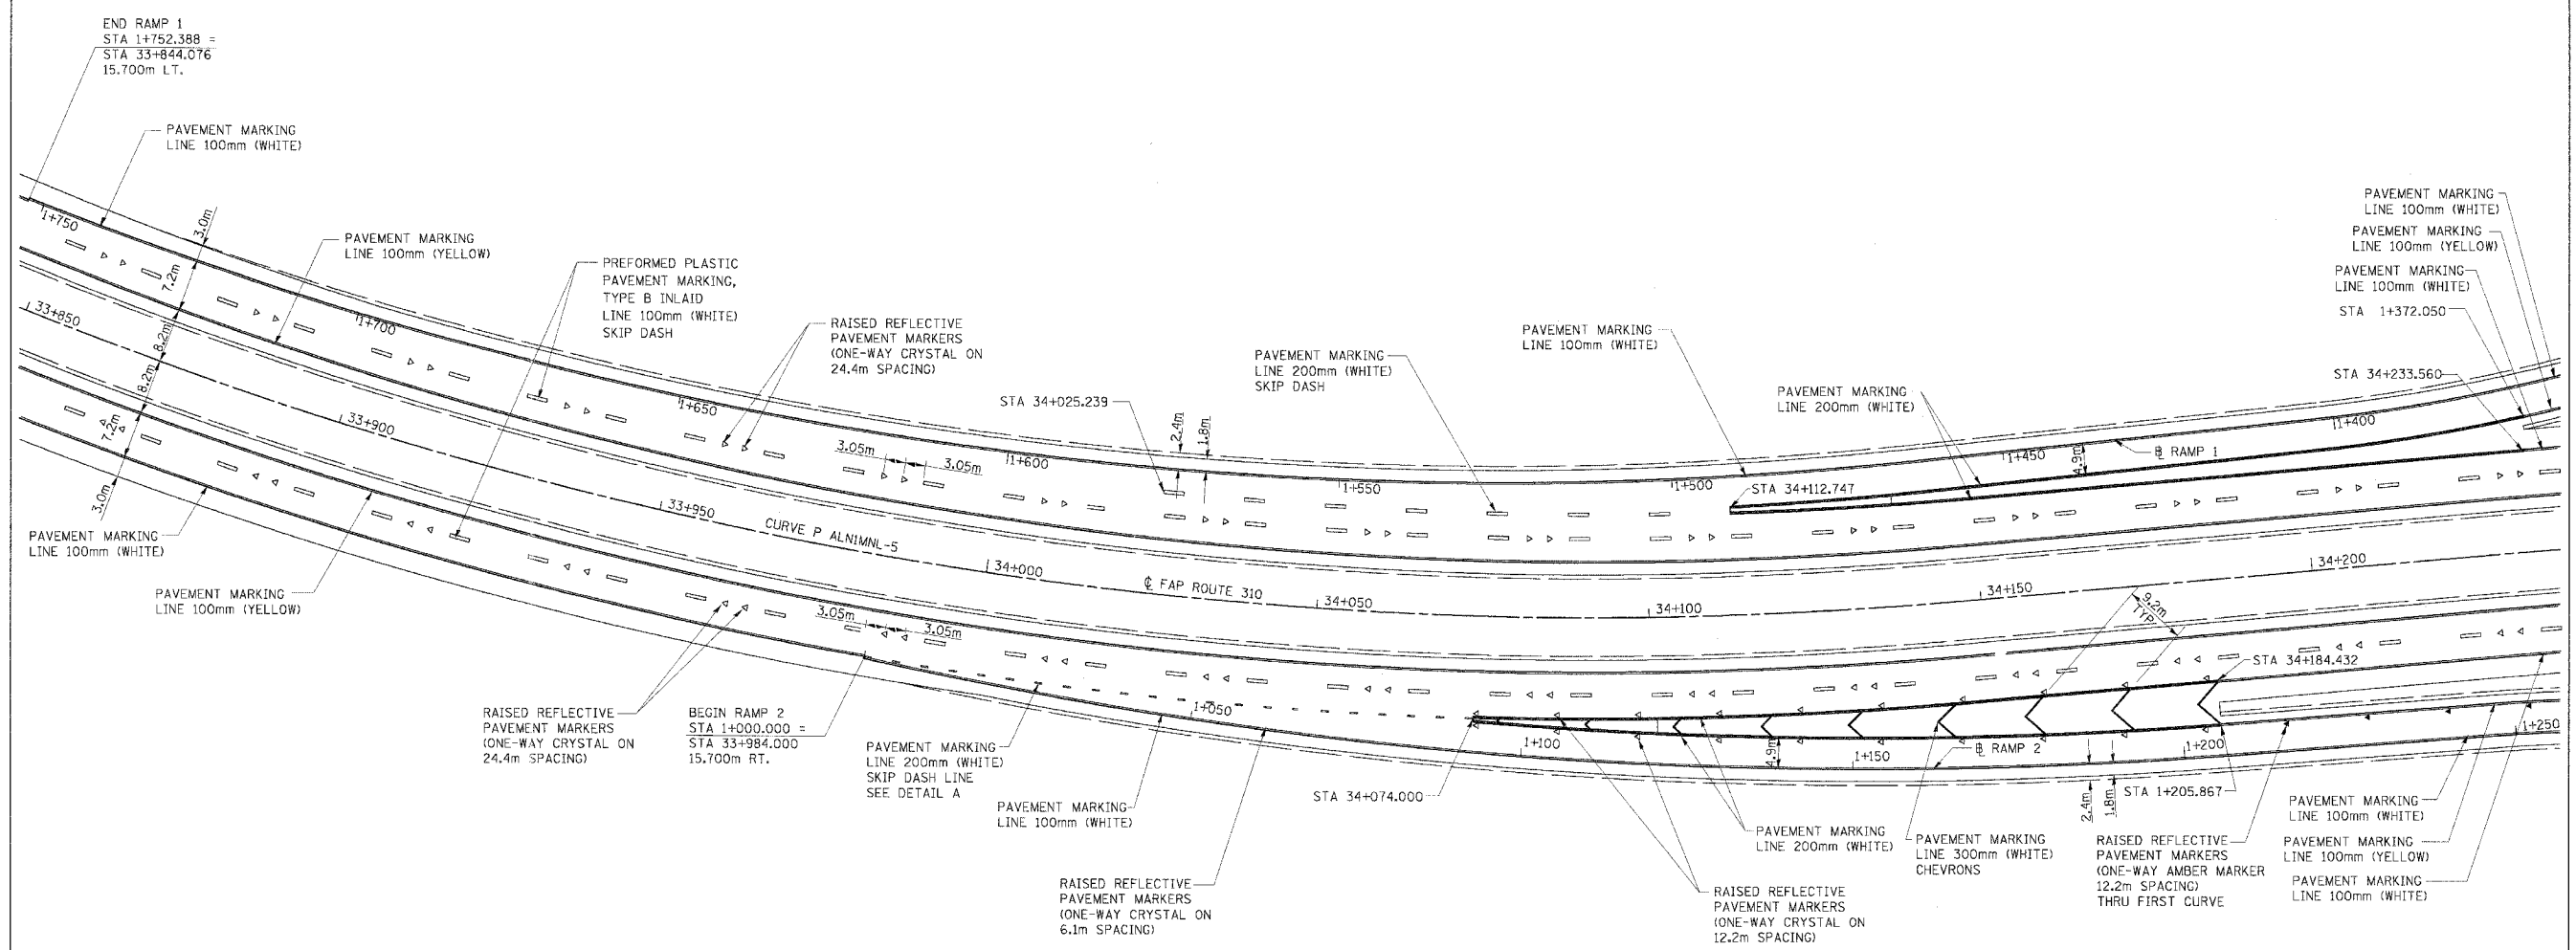 END RAMP 1
STA 1+752.388 =
STA 33+844.076
15.700m LT.
PAVEMENT MARKING
LINE 100mm (WHITE)
3.0m
1+750
7.2m
PAVEMENT MARKING
LINE 100mm (YELLOW)
33+850
8.2m
8.2m
7.2m
3.0m
1+700
33+900
PREFORMED PLASTIC
PAVEMENT MARKING,
TYPE B INLAID
LINE 100mm (WHITE)
SKIP DASH
RAISED REFLECTIVE
PAVEMENT MARKERS
(ONE-WAY CRYSTAL ON
24.4m SPACING)
1+650
3.05m
3.05m
1+600
STA 34+025.239
2.4m
1.8m
PAVEMENT MARKING
LINE 200mm (WHITE)
SKIP DASH
PAVEMENT MARKING
LINE 100mm (WHITE)
1+550
1+500
STA 34+112.747
PAVEMENT MARKING
LINE 200mm (WHITE)
1+450
4.9m
℄ RAMP 1
1+400
PAVEMENT MARKING
LINE 100mm (WHITE)
PAVEMENT MARKING
LINE 100mm (YELLOW)
PAVEMENT MARKING
LINE 100mm (WHITE)
STA 1+372.050
STA 34+233.560
33+950
CURVE P ALN1MNL-5
34+000
℄ FAP ROUTE 310
34+050
34+100
34+150
34+200
9.2m
TYP
PAVEMENT MARKING
LINE 100mm (WHITE)
PAVEMENT MARKING
LINE 100mm (YELLOW)
3.05m
3.05m
RAISED REFLECTIVE
PAVEMENT MARKERS
(ONE-WAY CRYSTAL ON
24.4m SPACING)
BEGIN RAMP 2
STA 1+000.000 =
STA 33+984.000
15.700m RT.
PAVEMENT MARKING
LINE 200mm (WHITE)
SKIP DASH LINE
SEE DETAIL A
1+050
PAVEMENT MARKING
LINE 100mm (WHITE)
RAISED REFLECTIVE
PAVEMENT MARKERS
(ONE-WAY CRYSTAL ON
6.1m SPACING)
STA 34+074.000
1+100
4.9m
1+150
℄ RAMP 2
STA 34+184.432
1+200
1+250
STA 1+205.867
2.4m
1.8m
PAVEMENT MARKING
LINE 200mm (WHITE)
RAISED REFLECTIVE
PAVEMENT MARKERS
(ONE-WAY CRYSTAL ON
12.2m SPACING)
PAVEMENT MARKING
LINE 300mm (WHITE)
CHEVRONS
RAISED REFLECTIVE
PAVEMENT MARKERS
(ONE-WAY AMBER MARKER
12.2m SPACING)
THRU FIRST CURVE
PAVEMENT MARKING
LINE 100mm (WHITE)
PAVEMENT MARKING
LINE 100mm (YELLOW)
PAVEMENT MARKING
LINE 100mm (WHITE)